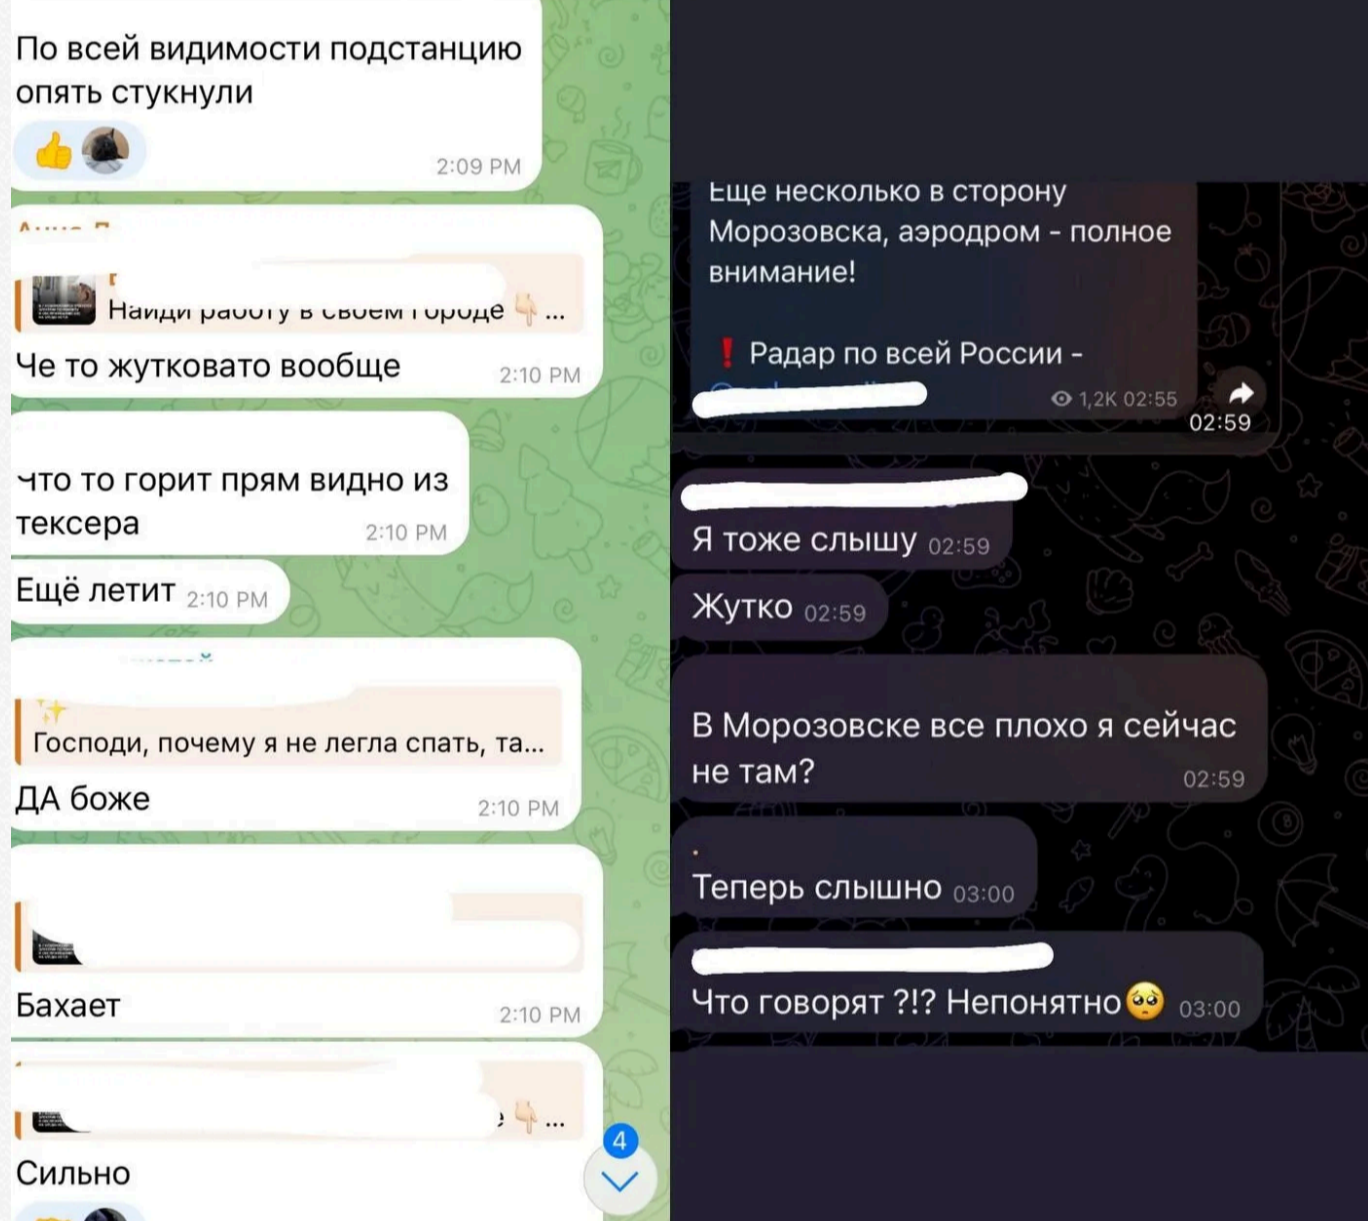 По всей видимости подстанцию
опять стукнули
2:09 PM
Найди работу в своем городе 👇🏻 ...
Че то жутковато вообще
2:10 PM
что то горит прям видно из
тексера
2:10 PM
Ещё летит 2:10 PM
✨
Господи, почему я не легла спать, та...
ДА боже
2:10 PM
Бахает
2:10 PM
👇🏻 ...
4
Сильно
Еще несколько в сторону
Морозовска, аэродром - полное
внимание!
❗ Радар по всей России -
1,2K 02:55
02:59
Я тоже слышу 02:59
Жутко 02:59
В Морозовске все плохо я сейчас
не там?
02:59
Теперь слышно 03:00
Что говорят ?!? Непонятно🥺 03:00